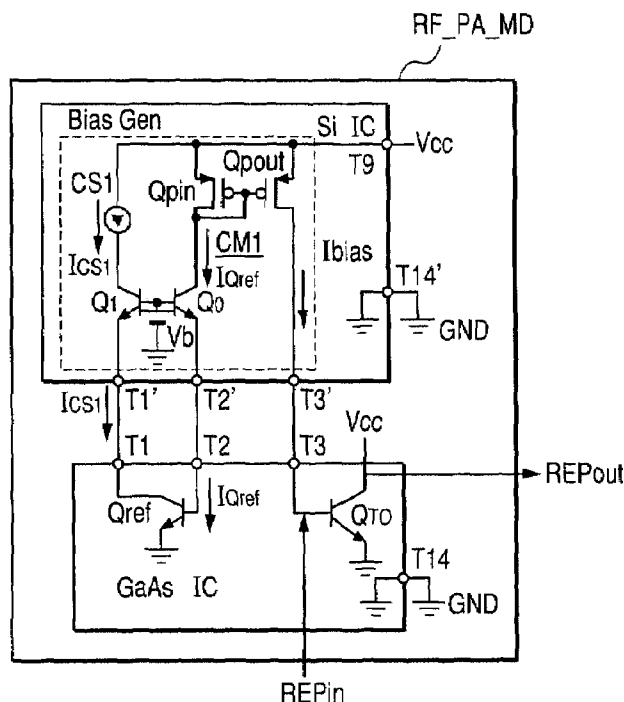 RF_PA_MD
Bias Gen
Si IC
Vcc
T9
Qpout
Qpin
CS1
CM1
Ibias
ICS1
IQref
T14'
Q1
Q0
Vb
GND
ICS1
T1'
T2'
T3'
Vcc
T1
T2
T3
REPout
Qref
IQref
QTO
T14
GaAs IC
GND
REPin